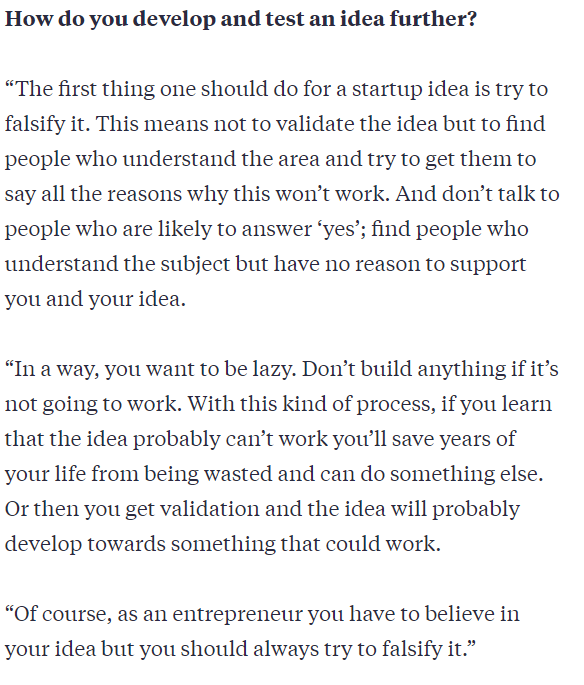 How do you develop and test an idea further?
“The first thing one should do for a startup idea is try to
falsify it. This means not to validate the idea but to find
people who understand the area and try to get them to
say all the reasons why this won’t work. And don’t talk to
people who are likely to answer ‘yes’; find people who
understand the subject but have no reason to support
you and your idea.
“In a way, you want to be lazy. Don’t build anything if it’s
not going to work. With this kind of process, if you learn
that the idea probably can’t work you’ll save years of
your life from being wasted and can do something else.
Or then you get validation and the idea will probably
develop towards something that could work.
“Of course, as an entrepreneur you have to believe in
your idea but you should always try to falsify it.”